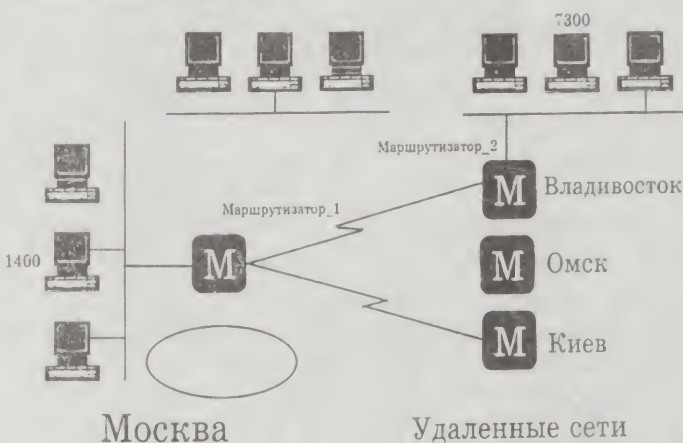 7300
Маршрутизатор_2
М Владивосток
Маршрутизатор_1
1400
М
М Омск
М Киев
Москва
Удаленные сети